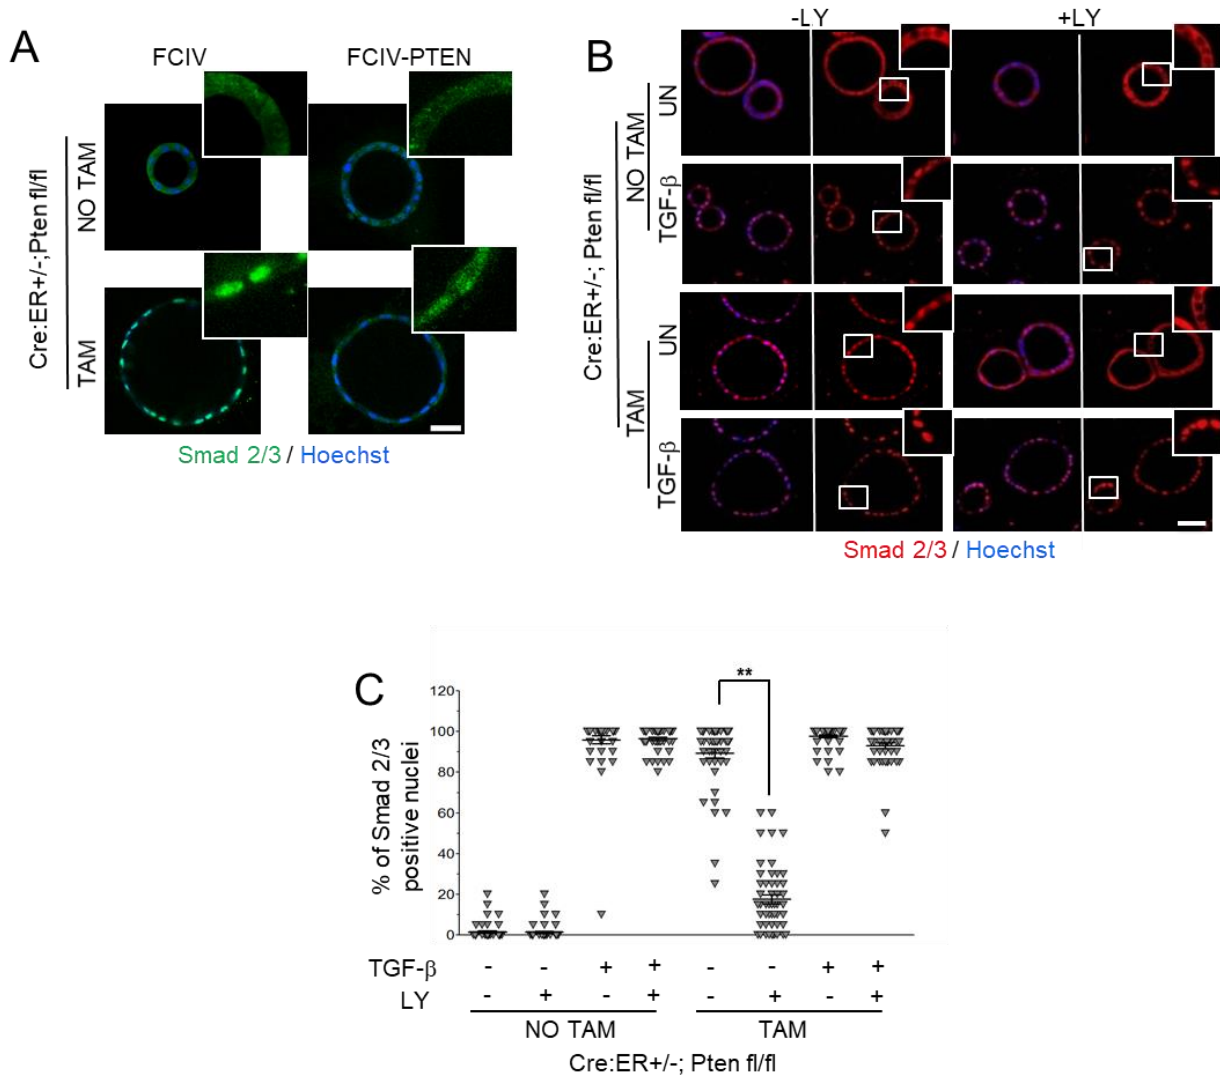 A
FCIV
FCIV-PTEN
Cre:ER+/-;Pten fl/fl
NO TAM
TAM
Smad 2/3 / Hoechst
B
-LY
+LY
Cre:ER+/-; Pten fl/fl
NO TAM
UN
TGF-β
TAM
UN
TGF-β
Smad 2/3 / Hoechst
C
% of Smad 2/3
positive nuclei
120
100
80
60
40
20
0
**
TGF-β - - + + - - + +
LY - + - + - + - +
NO TAM TAM
Cre:ER+/-; Pten fl/fl